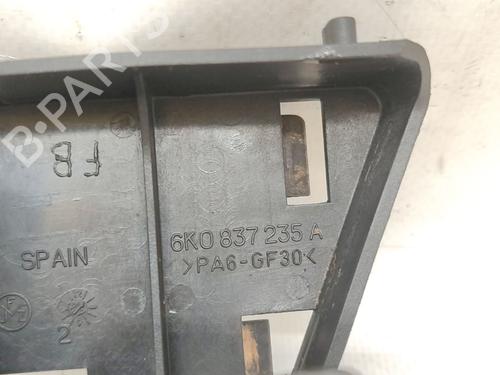 B-PARTS
FB
6K0 837 235 A
>PA6-GF30<
SPAIN
2